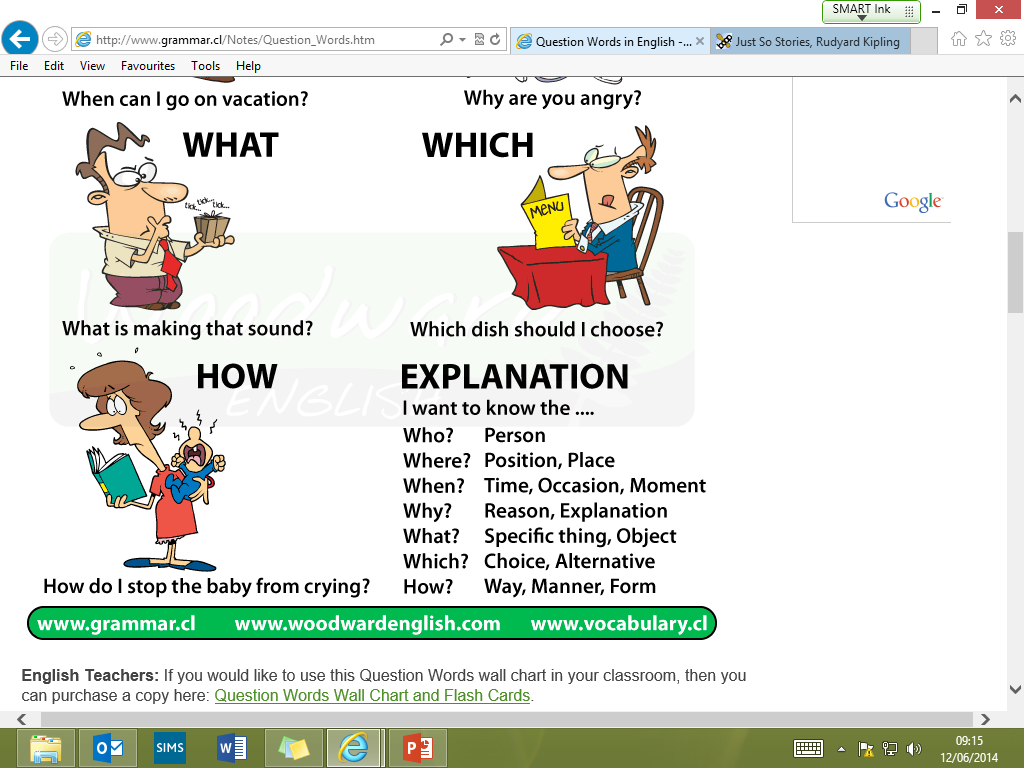 SMART Ink
http://www.grammar.cl/Notes/Question_Words.htm
Question Words in English -...
Just So Stories, Rudyard Kipling
File Edit View Favourites Tools Help
When can I go on vacation?
Why are you angry?
WHAT
WHICH
tick... tick... tick...
MENU
Google
Woodward
ENGLISH
What is making that sound?
Which dish should I choose?
HOW
EXPLANATION
I want to know the ....
Who? Person
Where? Position, Place
When? Time, Occasion, Moment
Why? Reason, Explanation
What? Specific thing, Object
Which? Choice, Alternative
How? Way, Manner, Form
How do I stop the baby from crying?
www.grammar.cl www.woodwardenglish.com www.vocabulary.cl
English Teachers: If you would like to use this Question Words wall chart in your classroom, then you
can purchase a copy here: Question Words Wall Chart and Flash Cards.
SIMS
09:15
12/06/2014